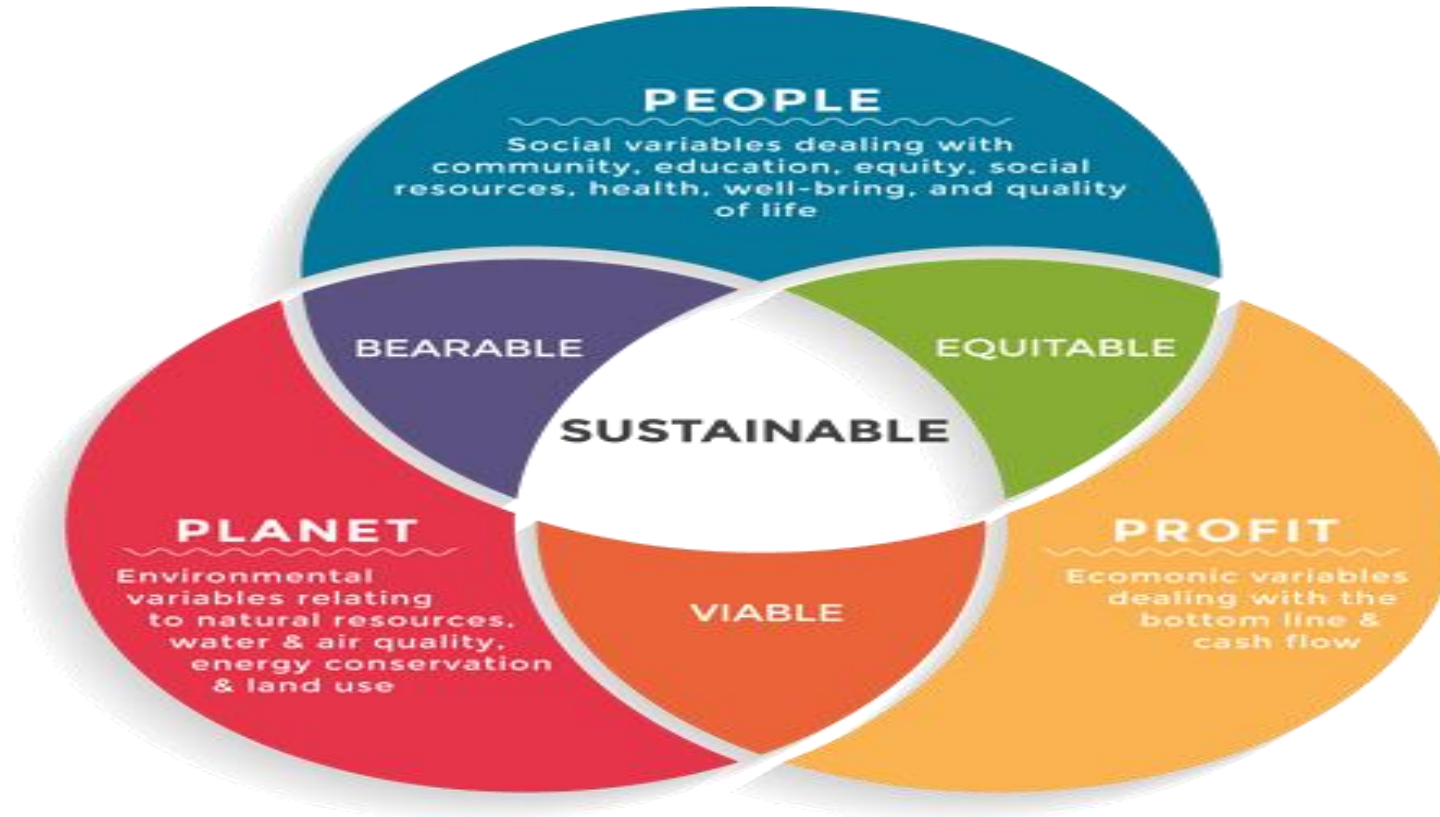 PEOPLE
Social variables dealing with
community, education, equity, social
resources, health, well-bring, and quality
of life
BEARABLE
EQUITABLE
SUSTAINABLE
PLANET
Environmental
variables relating
to natural resources,
water & air quality,
energy conservation
& land use
VIABLE
PROFIT
Ecomonic variables
dealing with the
bottom line &
cash flow